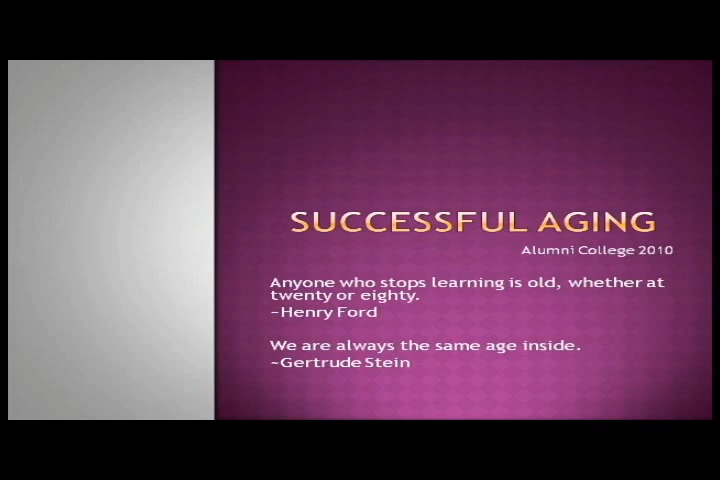 SUCCESSFUL AGING
Alumni College 2010
Anyone who stops learning is old, whether at
twenty or eighty.
~Henry Ford
We are always the same age inside.
~Gertrude Stein